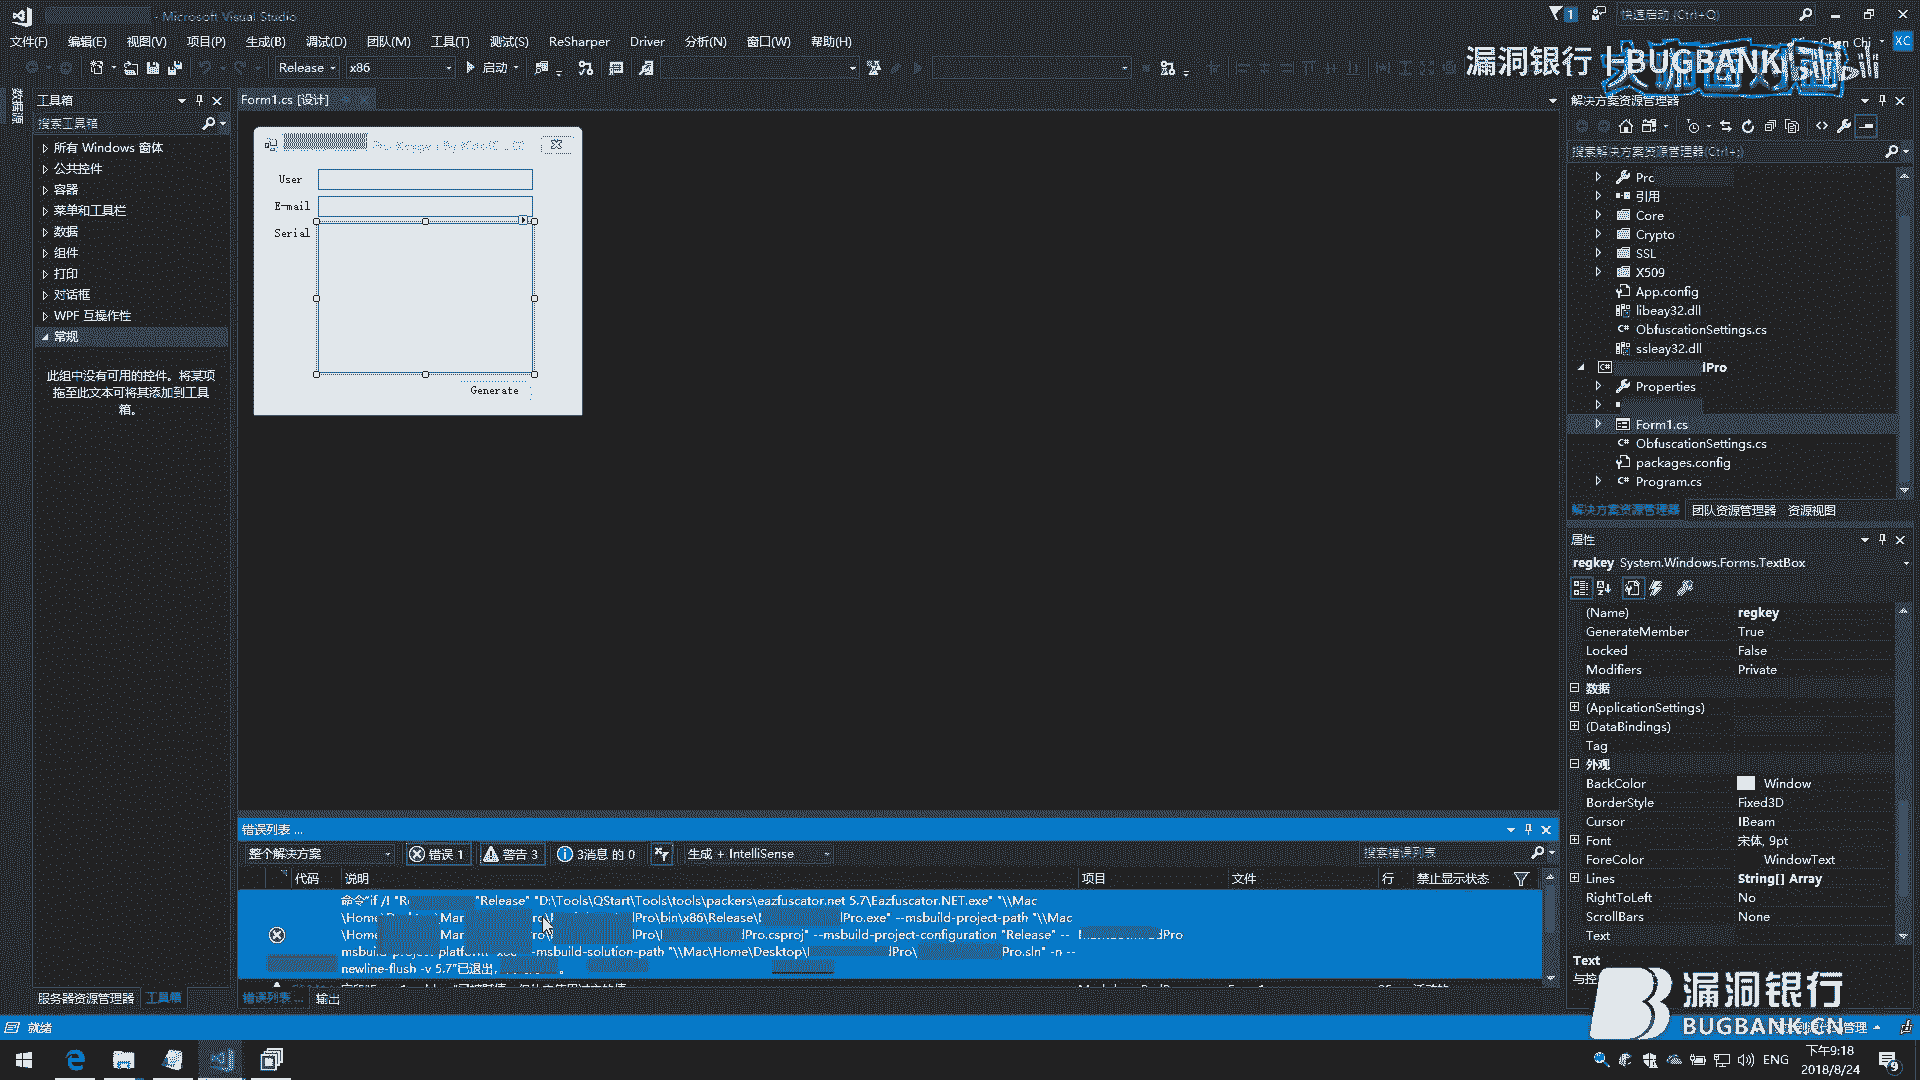 - Microsoft Visual Studio
1
快速启动 (Ctrl+Q)
文件(F) 编辑(E) 视图(V) 项目(P) 生成(B) 调试(D) 团队(M) 工具(T) 测试(S) ReSharper Driver 分析(N) 窗口(W) 帮助(H)
Chen Chi
XC
漏洞银行 | BUGBANK
Release x86 启动
数据源
工具箱
搜索工具箱
所有 Windows 窗体
公共控件
容器
菜单和工具栏
数据
组件
打印
对话框
WPF 互操作性
常规
此组中没有可用的控件。将某项
拖至此文本可将其添加到工具
箱。
服务器资源管理器 工具箱
Form1.cs [设计]
User
E-mail
Serial
Generate
解决方案资源管理器
搜索解决方案资源管理器(Ctrl+;)
Prc
引用
Core
Crypto
SSL
X509
App.config
libeay32.dll
ObfuscationSettings.cs
ssleay32.dll
lPro
Properties
Form1.cs
ObfuscationSettings.cs
packages.config
Program.cs
解决方案资源管理器 团队资源管理器 资源视图
属性
regkey System.Windows.Forms.TextBox
(Name) regkey
GenerateMember True
Locked False
Modifiers Private
数据
(ApplicationSettings)
(DataBindings)
Tag
外观
BackColor Window
BorderStyle Fixed3D
Cursor IBeam
Font 宋体, 9pt
ForeColor WindowText
Lines String[] Array
RightToLeft No
ScrollBars None
Text
Text
与控
错误列表 ...
整个解决方案 错误 1 警告 3 3消息 的 0 生成 + IntelliSense 搜索错误列表
代码 说明 项目 文件 行 禁止显示状态
命令"if /I "R "Release" "D:\Tools\QStart\Tools\tools\packers\eazfuscator.net 5.7\Eazfuscator.NET.exe" "\\Mac
\Home Mar ro\ lPro\bin\x86\Release\ lPro.exe" --msbuild-project-path "\\Mac
\Home Mar ro\ lPro\ dPro.csproj" --msbuild-project-configuration "Release" -- dPro
msbuild-project-platform --msbuild-solution-path "\\Mac\Home\Desktop\ lPro\ Pro.sln" -n --
newline-flush -v 5.7"已退出, 。
错误列表 ... 输出
漏洞银行
BUGBANK.CN
就绪
ENG
下午9:18
2018/8/24
9